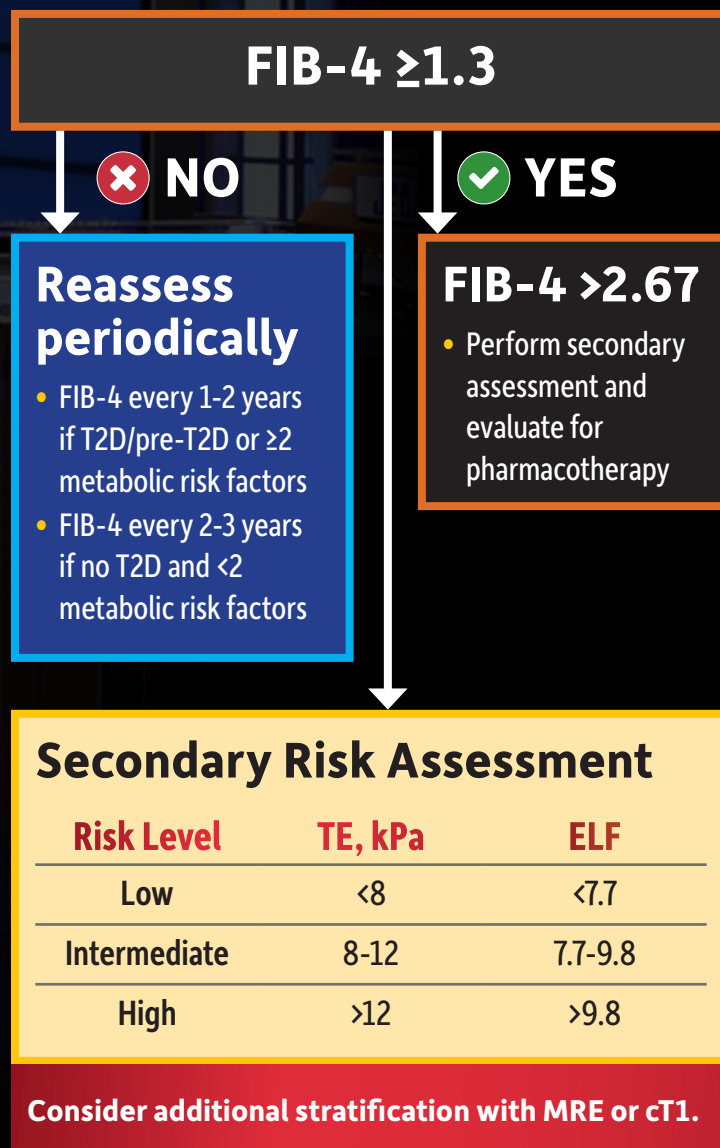 FIB-4 ≥1.3
NO
YES
Reassess
periodically
• FIB-4 every 1-2 years
if T2D/pre-T2D or ≥2
metabolic risk factors
• FIB-4 every 2-3 years
if no T2D and <2
metabolic risk factors
FIB-4 >2.67
• Perform secondary
assessment and
evaluate for
pharmacotherapy
Secondary Risk Assessment
Risk Level TE, kPa ELF
Low <8 <7.7
Intermediate 8-12 7.7-9.8
High >12 >9.8
Consider additional stratification with MRE or cT1.